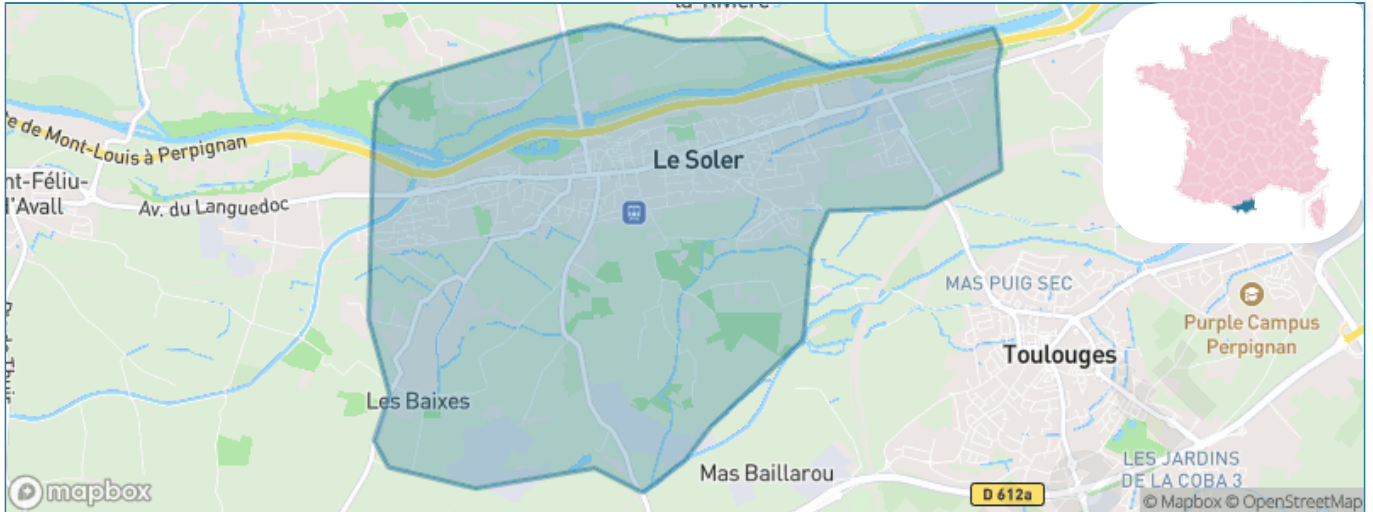 la-Rivière
te de Mont-Louis à Perpignan
Le Soler
nt-Féliu-
d'Avall
Av. du Languedoc
MAS PUIG SEC
Purple Campus
Perpignan
Toulouges
Les Baixes
LES JARDINS
DE LA COBA 3
Mas Baillarou
D 612a
mapbox
© Mapbox © OpenStreetMap